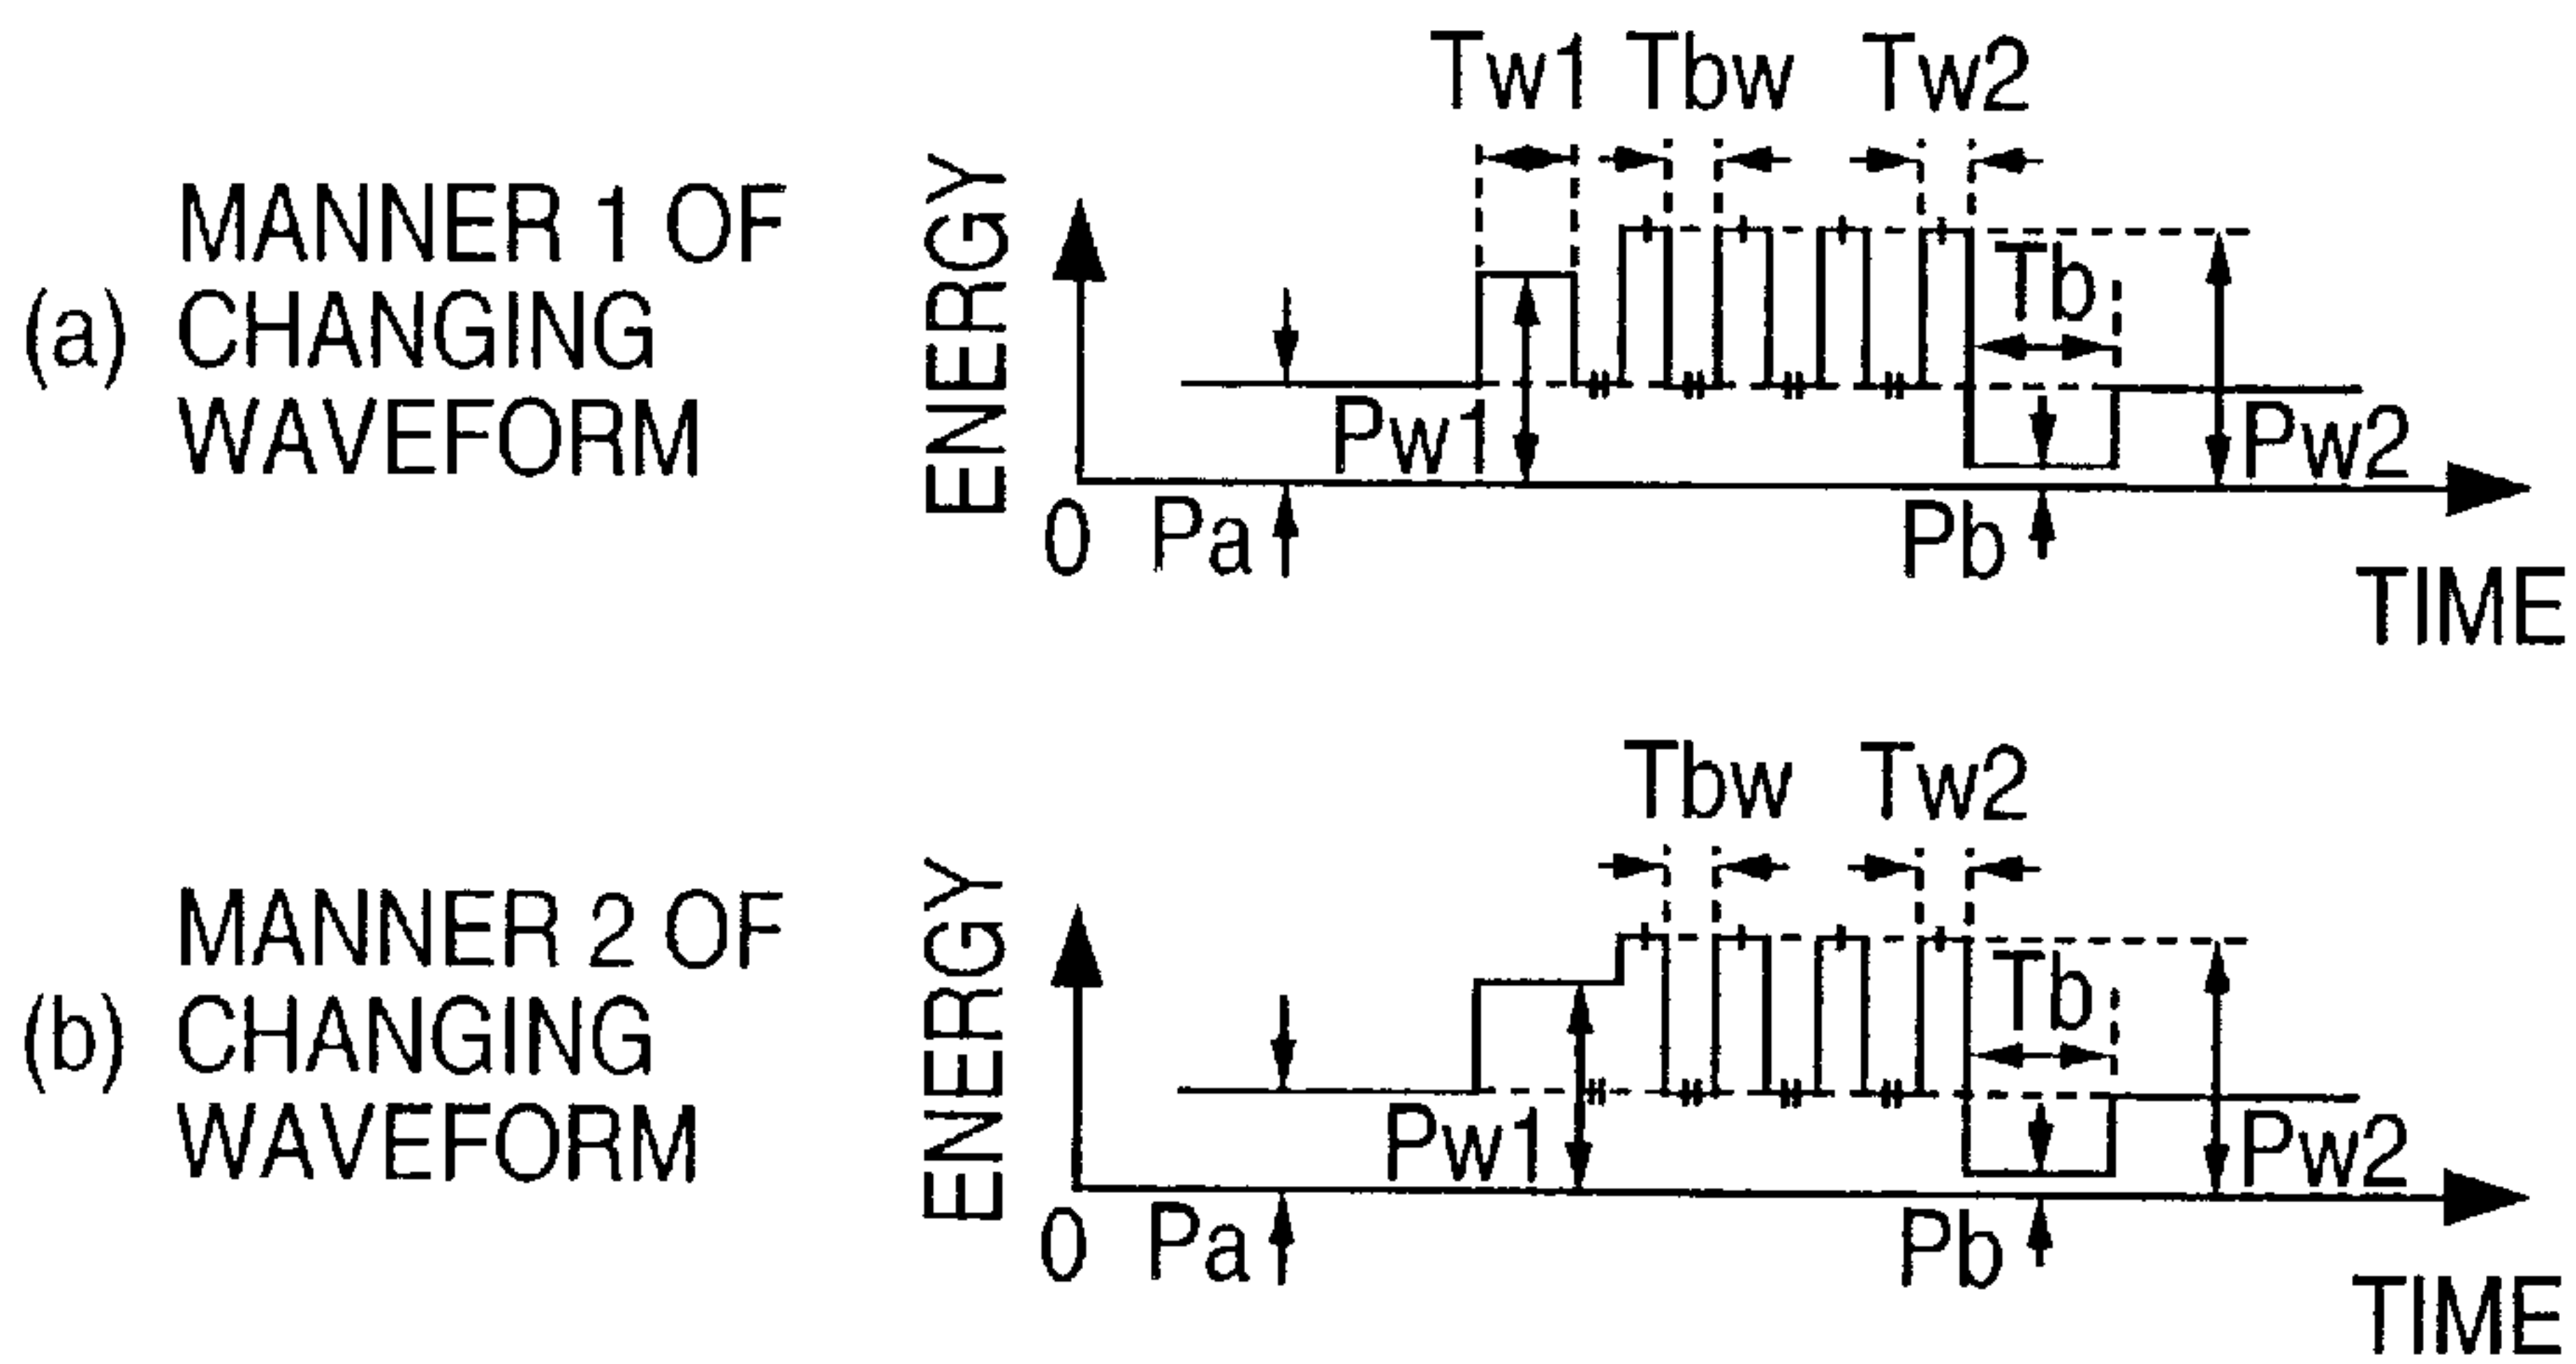 Tw1 Tbw Tw2
(a) MANNER 1 OF
CHANGING
WAVEFORM
ENERGY
Tb
Pw1
Pw2
0
Pa
Pb
TIME
Tbw Tw2
(b) MANNER 2 OF
CHANGING
WAVEFORM
ENERGY
Tb
Pw1
Pw2
0
Pa
Pb
TIME